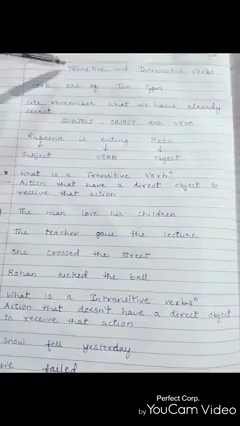 Transitive and Intransitive verbs
Verb are of Two Types
Lets remember what we have already
learnt
SUBJECT - OBJECT AND VERB
Rubeena is eating Pizza
Subject VERB object
* What is a Transitive Verb?
- Action that have a direct object to
receive that action
The man love his children
The teacher gave the lecture
She crossed the street
Rohan kicked the ball
What is a Intransitive verbs?
Action that doesn't have a direct object
to receive that action
Snow fell yesterday
We failed
Perfect Corp.
by YouCam Video